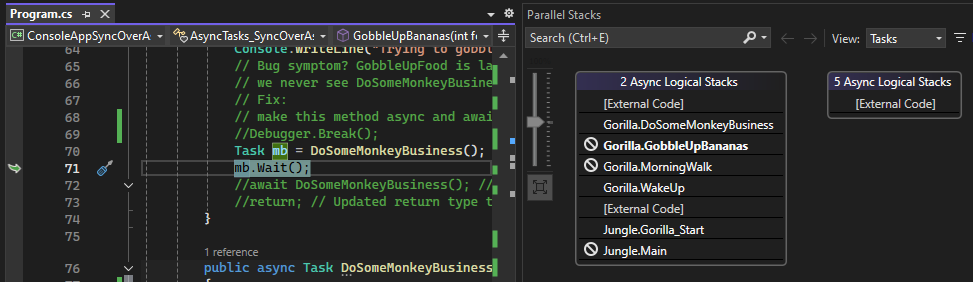 Program.cs
ConsoleAppSyncOverA
AsyncTasks_SyncOverA
GobbleUpBananas(int f
64 Console.WriteLine("Trying to gobbl
65 // Bug symptom? GobbleUpFood is la
66 // we never see DoSomeMonkeyBusine
67 // Fix:
68 // make this method async and awai
69 //Debugger.Break();
70 Task mb = DoSomeMonkeyBusiness();
71 mb.Wait();
72 //await DoSomeMonkeyBusiness(); //
73 //return; // Updated return type t
74 }
75
1 reference
76 public async Task DoSomeMonkeyBusiness
77 {
Parallel Stacks
Search (Ctrl+E)
View: Tasks
2 Async Logical Stacks
[External Code]
Gorilla.DoSomeMonkeyBusiness
Gorilla.GobbleUpBananas
Gorilla.MorningWalk
Gorilla.WakeUp
[External Code]
Jungle.Gorilla_Start
Jungle.Main
5 Async Logical Stacks
[External Code]